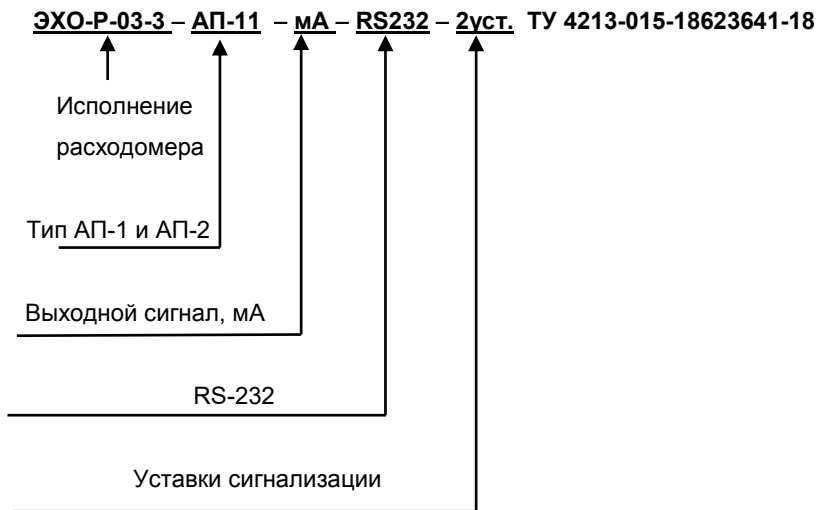 ЭХО-Р-03-3 – АП-11 – мА – RS232 – 2уст. ТУ 4213-015-18623641-18
Исполнение
расходомера
Тип АП-1 и АП-2
Выходной сигнал, мА
RS-232
Уставки сигнализации